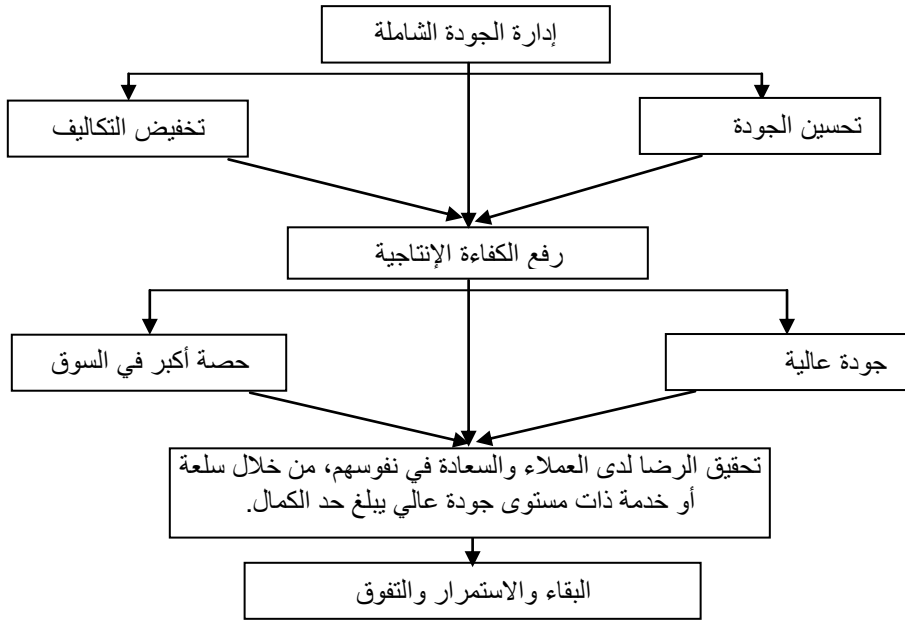 إدارة الجودة الشاملة
تحسين الجودة
تخفيض التكاليف
رفع الكفاءة الإنتاجية
جودة عالية
حصة أكبر في السوق
تحقيق الرضا لدى العملاء والسعادة في نفوسهم، من خلال سلعة
أو خدمة ذات مستوى جودة عالي يبلغ حد الكمال.
البقاء والاستمرار والتفوق